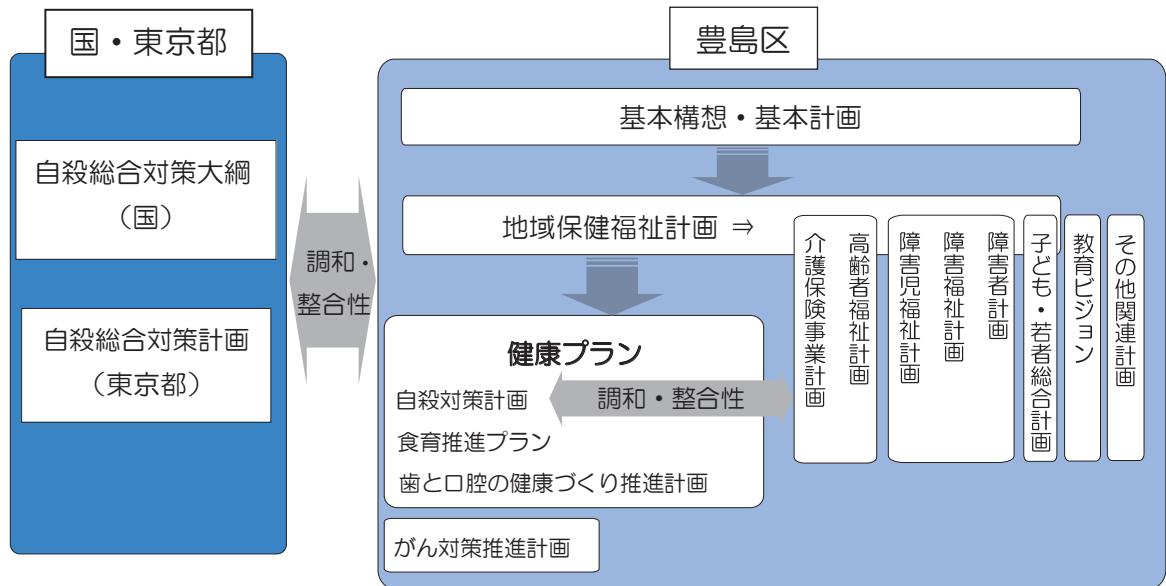 国・東京都
自殺総合対策大綱
（国）
自殺総合対策計画
（東京都）
調和・
整合性
豊島区
基本構想・基本計画
地域保健福祉計画 ⇒
介護保険事業計画
高齢者福祉計画
障害児福祉計画
障害福祉計画
障害者計画
子ども・若者総合計画
教育ビジョン
その他関連計画
健康プラン
自殺対策計画
調和・整合性
食育推進プラン
歯と口腔の健康づくり推進計画
がん対策推進計画